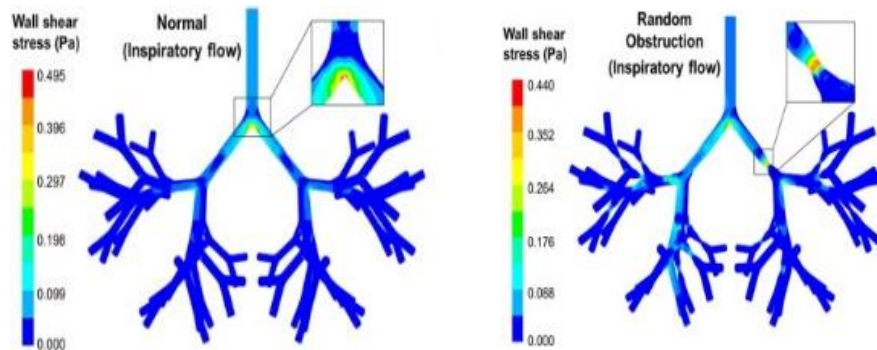 Wall shear
stress (Pa)
0.495
0.396
0.297
0.198
0.099
0.000
Normal
(Inspiratory flow)
Wall shear
stress (Pa)
0.440
0.352
0.264
0.176
0.088
0.000
Random
Obstruction
(Inspiratory flow)